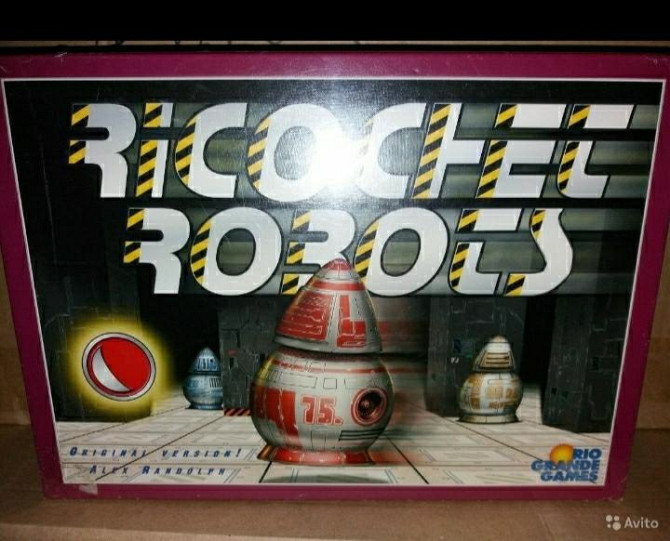 RICOCHET
ROBOTS
75.
ORIGINAL VERSION!
ALEX RANDOLPH
RIO
GRANDE
GAMES
Avito